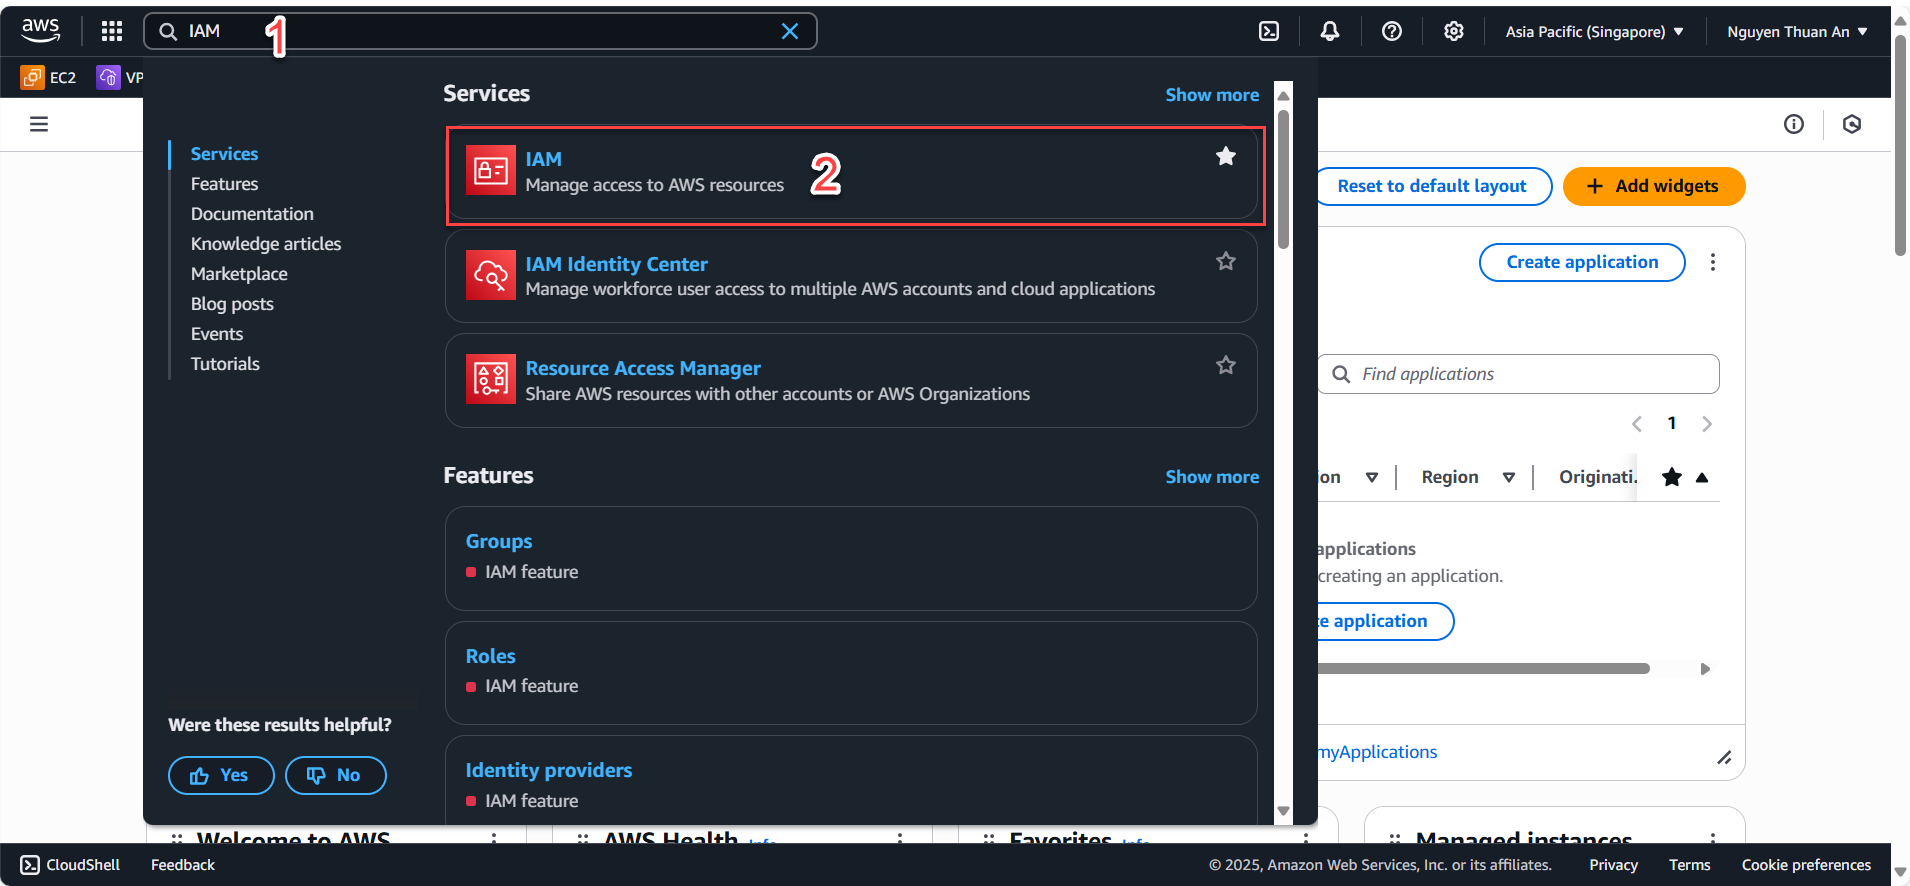 aws
IAM
1
Asia Pacific (Singapore)
Nguyen Thuan An
EC2
VP
Services
Features
Documentation
Knowledge articles
Marketplace
Blog posts
Events
Tutorials
Were these results helpful?
Yes
No
Services
Show more
IAM
Manage access to AWS resources
2
IAM Identity Center
Manage workforce user access to multiple AWS accounts and cloud applications
Resource Access Manager
Share AWS resources with other accounts or AWS Organizations
Features
Show more
Groups
IAM feature
Roles
IAM feature
Identity providers
IAM feature
Reset to default layout
Add widgets
Create application
Find applications
1
ion
Region
Originati.
applications
creating an application.
te application
myApplications
Welcome to AWS
AWS Health Info
Favorites Info
Managed instances
CloudShell
Feedback
© 2025, Amazon Web Services, Inc. or its affiliates.
Privacy
Terms
Cookie preferences